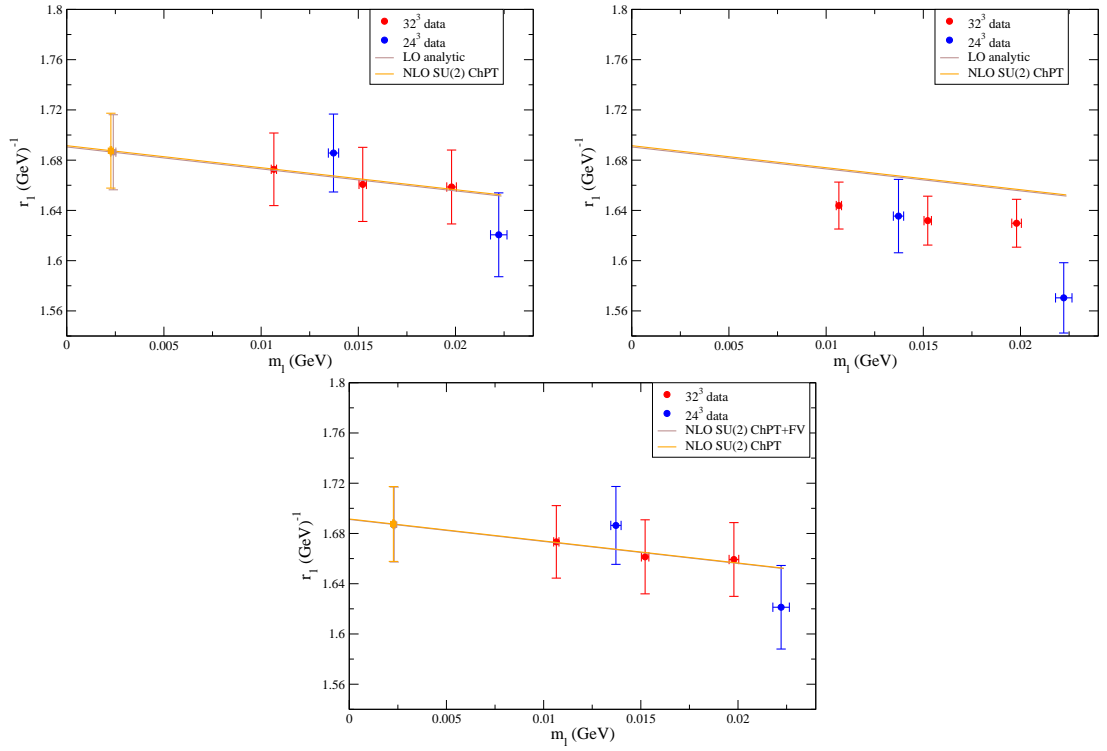 1.8
1.76
1.72
1.68
1.64
1.6
1.56
r₁ (GeV)⁻¹
0
0.005
0.01
0.015
0.02
m₁ (GeV)
32³ data
24³ data
LO analytic
NLO SU(2) ChPT
1.8
1.76
1.72
1.68
1.64
1.6
1.56
r₁ (GeV)⁻¹
0
0.005
0.01
0.015
0.02
m₁ (GeV)
32³ data
24³ data
LO analytic
NLO SU(2) ChPT
1.8
1.76
1.72
1.68
1.64
1.6
1.56
r₁ (GeV)⁻¹
0
0.005
0.01
0.015
0.02
m₁ (GeV)
32³ data
24³ data
NLO SU(2) ChPT+FV
NLO SU(2) ChPT